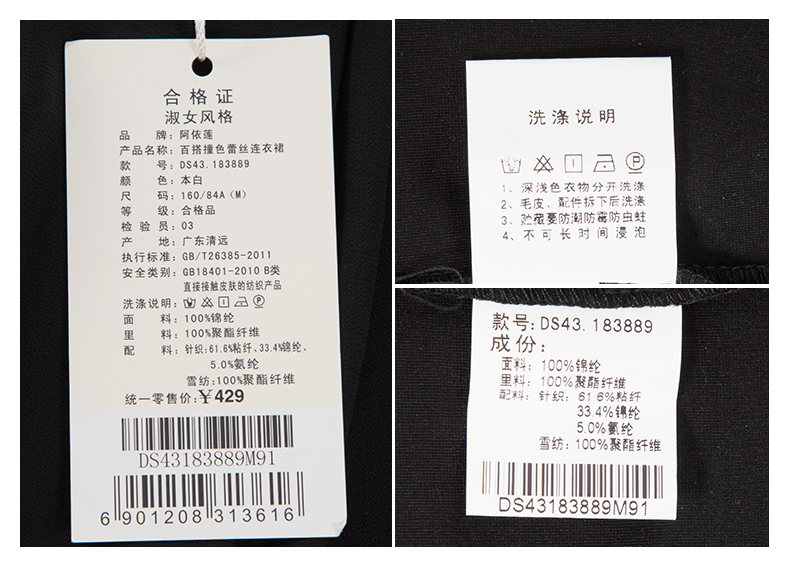 合格证
淑女风格
品 牌: 阿依莲
产品名称: 百搭撞色蕾丝连衣裙
款 号: DS43.183889
颜 色: 本白
尺 码: 160/84A（M）
等 级: 合格品
检 验 员: 03
产 地: 广东清远
执行标准: GB/T26385-2011
安全类别: GB18401-2010 B类
直接接触皮肤的纺织产品
洗涤说明:
面 料: 100%锦纶
里 料: 100%聚酯纤维
配 料: 针织:61.6%粘纤、33.4%锦纶、
5.0%氨纶
雪纺:100%聚酯纤维
统一零售价:￥429
DS43183889M91
6 901208 313616
洗涤说明
1、深浅色衣物分开洗涤
2、毛皮、配件拆下后洗涤
3、贮藏要防潮防霉防虫蛀
4、不可长时间浸泡
款号: DS43.183889
成份:
面料: 100%锦纶
里料: 100%聚酯纤维
配料: 针织: 61.6%粘纤
33.4%锦纶
5.0%氨纶
雪纺: 100%聚酯纤维
DS43183889M91